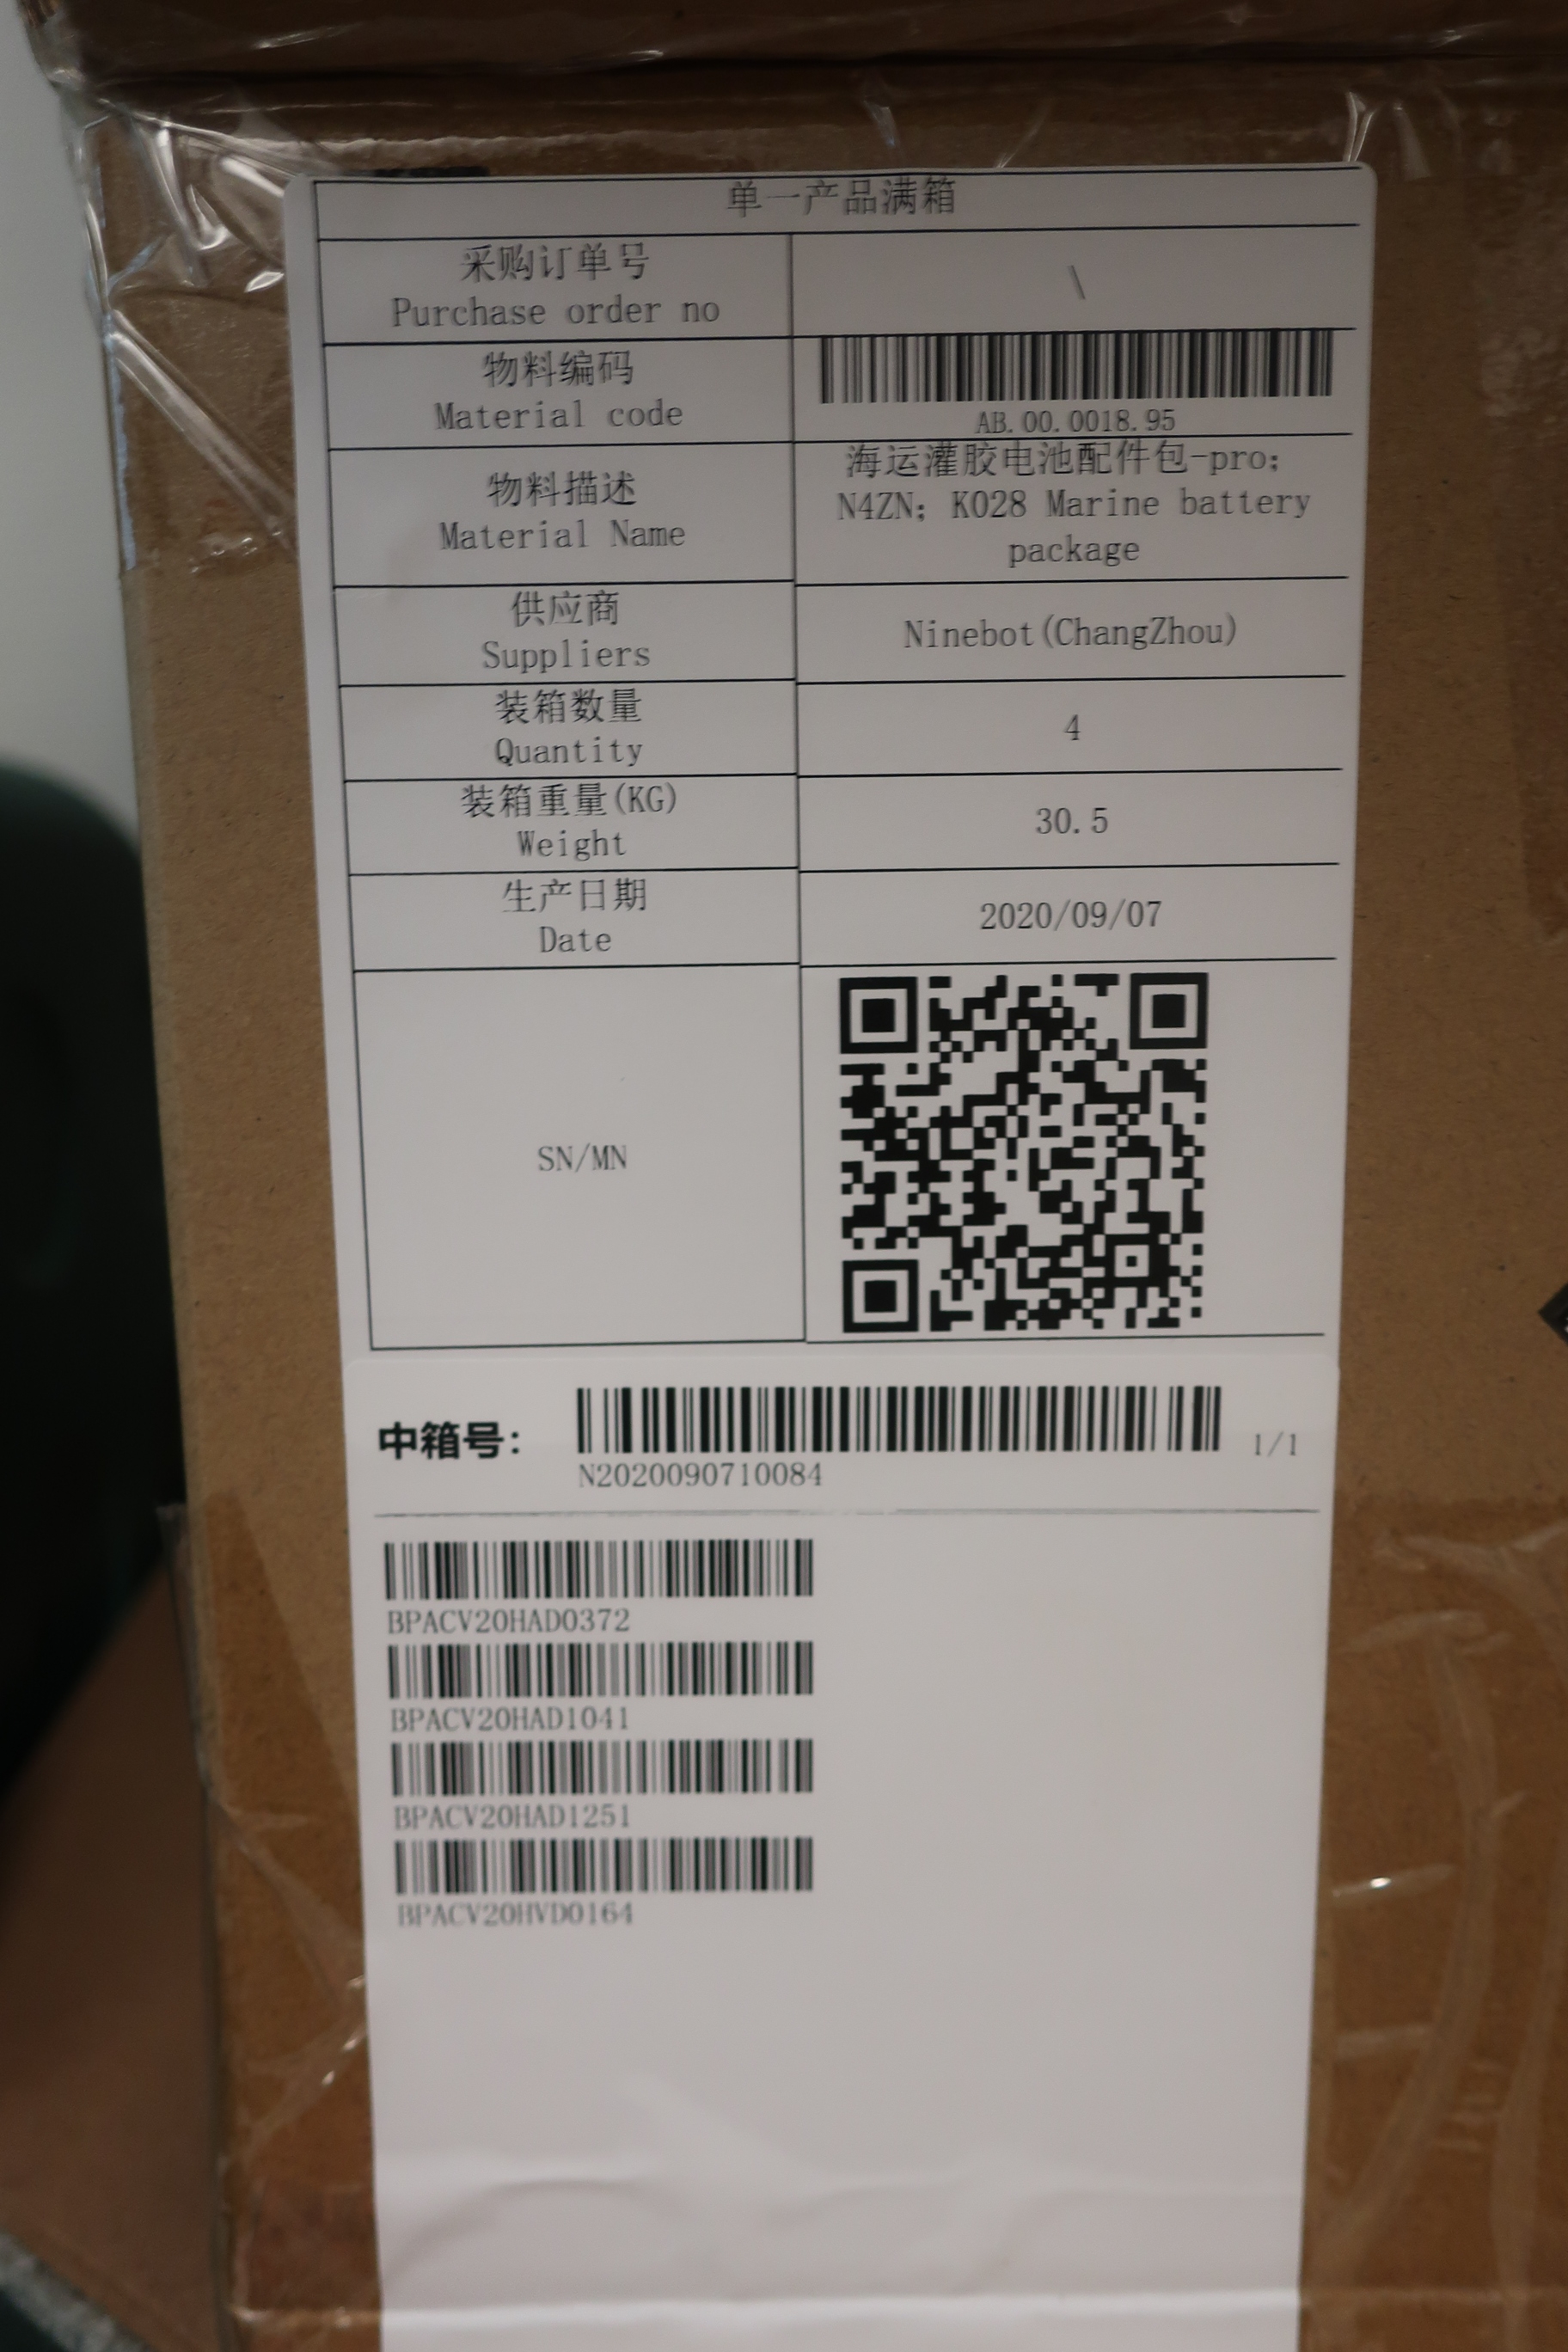 单一产品满箱
采购订单号
Purchase order no
\
物料编码
Material code
AB.00.0018.95
物料描述
Material Name
海运灌胶电池配件包-pro;
N4ZN; K028 Marine battery
package
供应商
Suppliers
Ninebot(ChangZhou)
装箱数量
Quantity
4
装箱重量(KG)
Weight
30.5
生产日期
Date
2020/09/07
SN/MN
中箱号:
N2020090710084
1/1
BPACV20HAD0372
BPACV20HAD1041
BPACV20HAD1251
BPACV20HVD0164